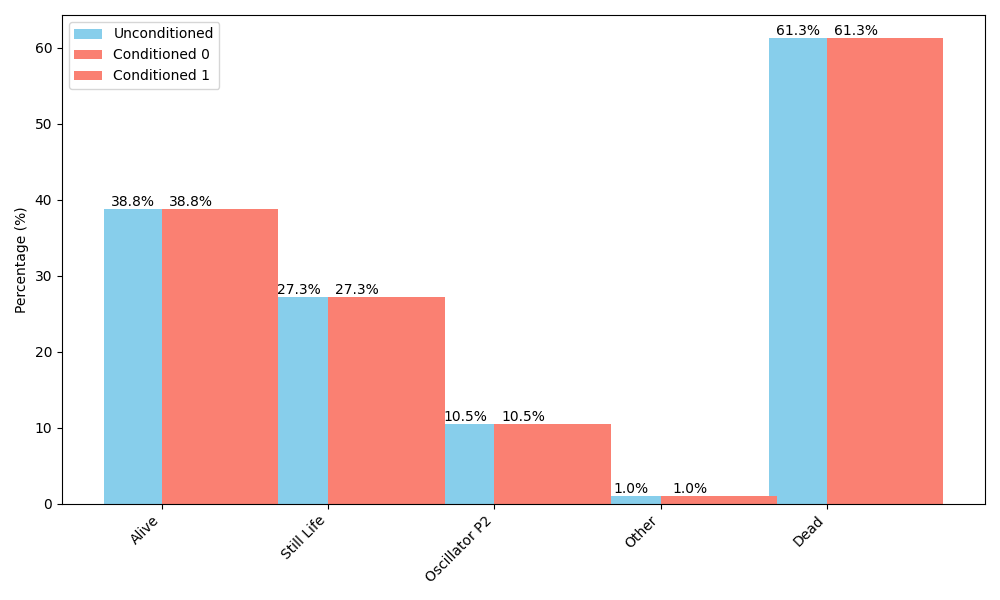 Unconditioned
Conditioned 0
Conditioned 1
61.3% 61.3%
38.8% 38.8%
27.3% 27.3%
10.5% 10.5%
1.0% 1.0%
60
50
40
30
20
10
0
Percentage (%)
Alive
Still Life
Oscillator P2
Other
Dead